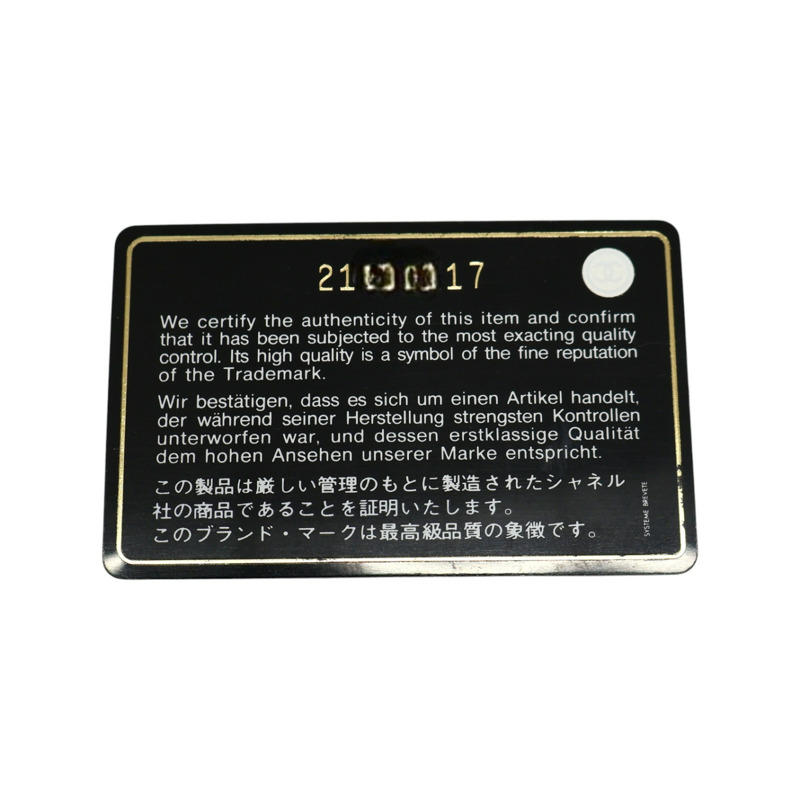 21 17
We certify the authenticity of this item and confirm
that it has been subjected to the most exacting quality
control. Its high quality is a symbol of the fine reputation
of the Trademark.
Wir bestätigen, dass es sich um einen Artikel handelt,
der während seiner Herstellung strengsten Kontrollen
unterworfen war, und dessen erstklassige Qualität
dem hohen Ansehen unserer Marke entspricht.
この製品は厳しい管理のもとに製造されたシャネル
社の商品であることを証明いたします。
このブランド・マークは最高級品質の象徴です。
SYSTEME BREVETE